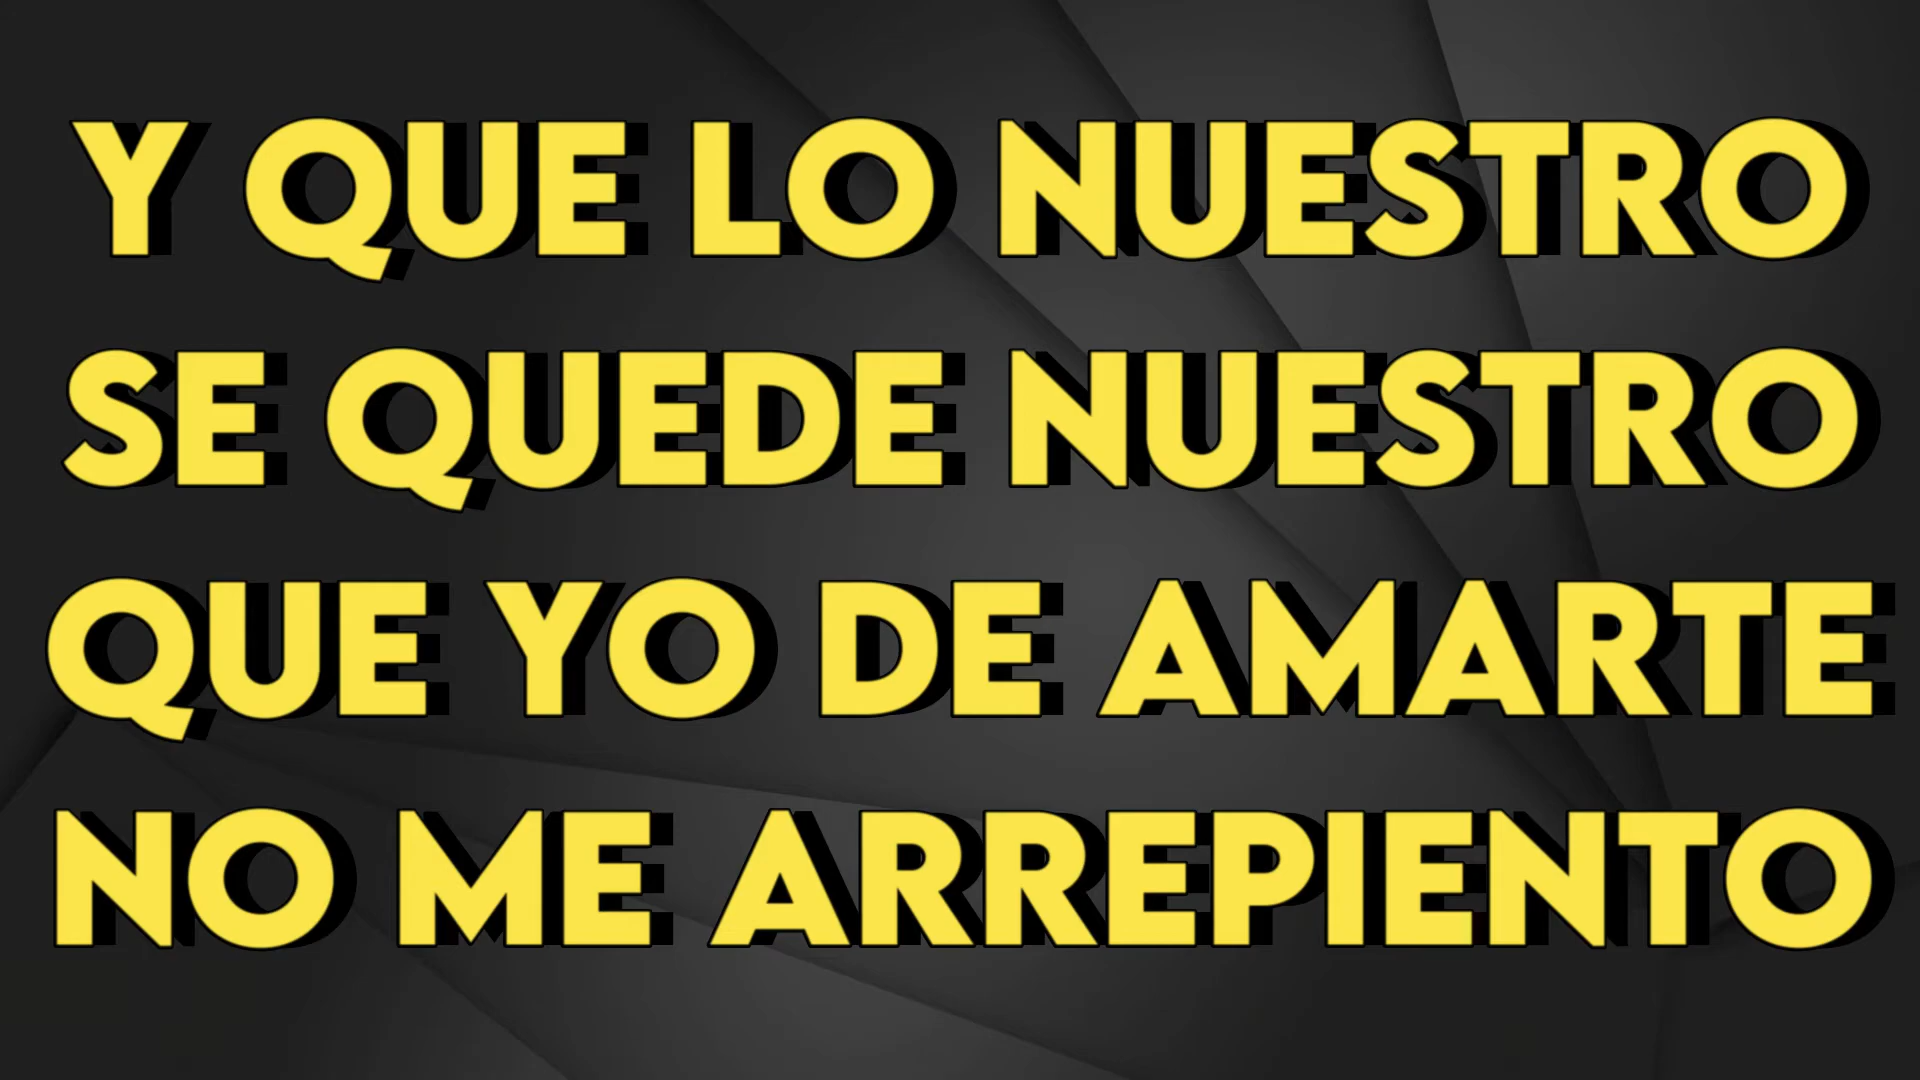 Y QUE LO NUESTRO
SE QUEDE NUESTRO
QUE YO DE AMARTE
NO ME ARREPIENTO